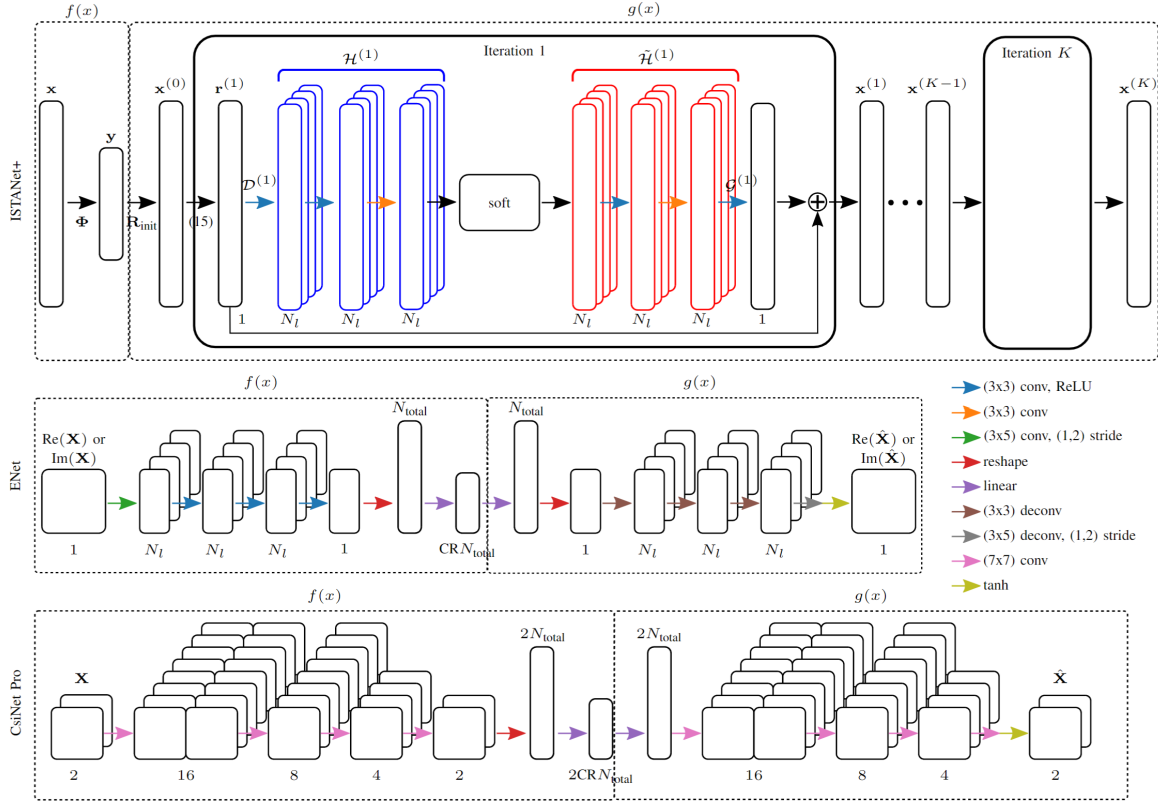 f(x) g(x)
Iteration 1 Iteration K
ℋ^(1) ℋ̃^(1)
x x^(0) r^(1) x^(1) x^(K−1) x^(K)
y
ISTANet+
𝒟^(1) soft 𝒢^(1)
Φ R_init (15)
1 N_l N_l N_l N_l N_l N_l 1
f(x) g(x)
N_total N_total
Re(X) or Re(X̂) or
Im(X) Im(X̂)
ENet
1 N_l N_l N_l 1 CRN_total 1 N_l N_l N_l 1
(3x3) conv, ReLU
(3x3) conv
(3x5) conv, (1,2) stride
reshape
linear
(3x3) deconv
(3x5) deconv, (1,2) stride
(7x7) conv
tanh
f(x) g(x)
2N_total 2N_total
X X̂
CsiNet Pro
2 16 8 4 2 2CRN_total 16 8 4 2